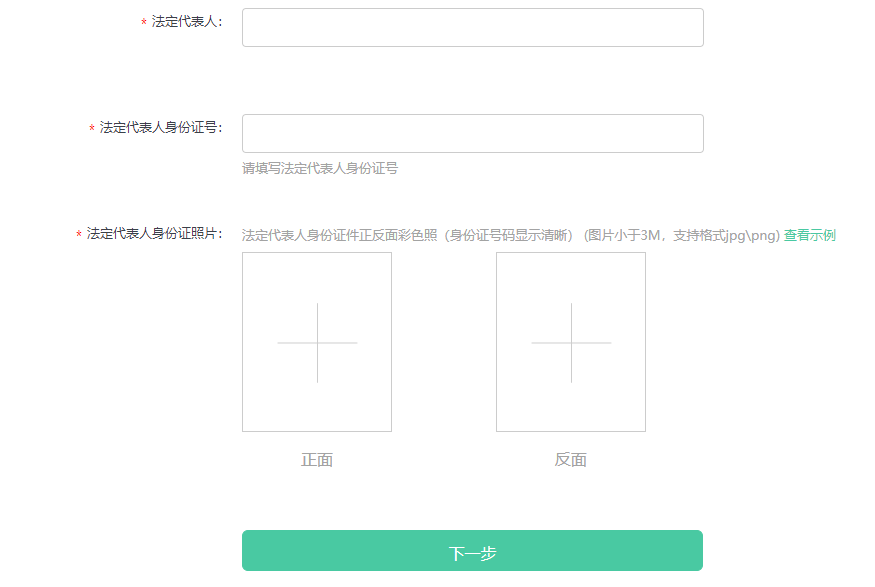 * 法定代表人：
* 法定代表人身份证号：
请填写法定代表人身份证号
* 法定代表人身份证照片： 法定代表人身份证件正反面彩色照（身份证号码显示清晰） (图片小于3M，支持格式jpg\png) 查看示例
正面 反面
下一步